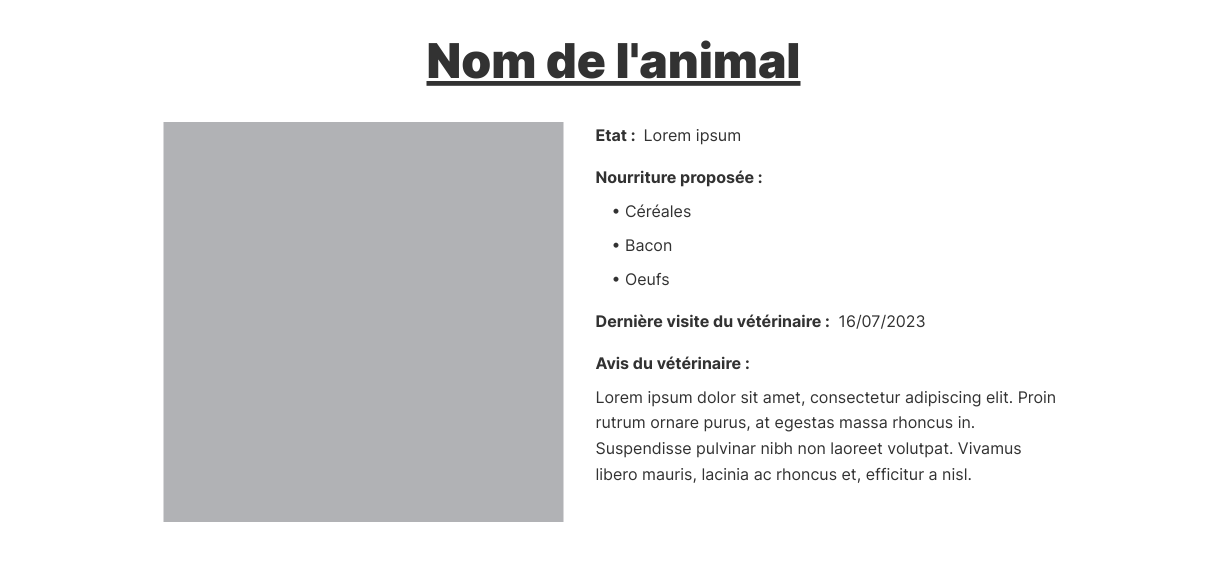 Nom de l'animal
Etat : Lorem ipsum
Nourriture proposée :
• Céréales
• Bacon
• Oeufs
Dernière visite du vétérinaire : 16/07/2023
Avis du vétérinaire :
Lorem ipsum dolor sit amet, consectetur adipiscing elit. Proin
rutrum ornare purus, at egestas massa rhoncus in.
Suspendisse pulvinar nibh non laoreet volutpat. Vivamus
libero mauris, lacinia ac rhoncus et, efficitur a nisl.